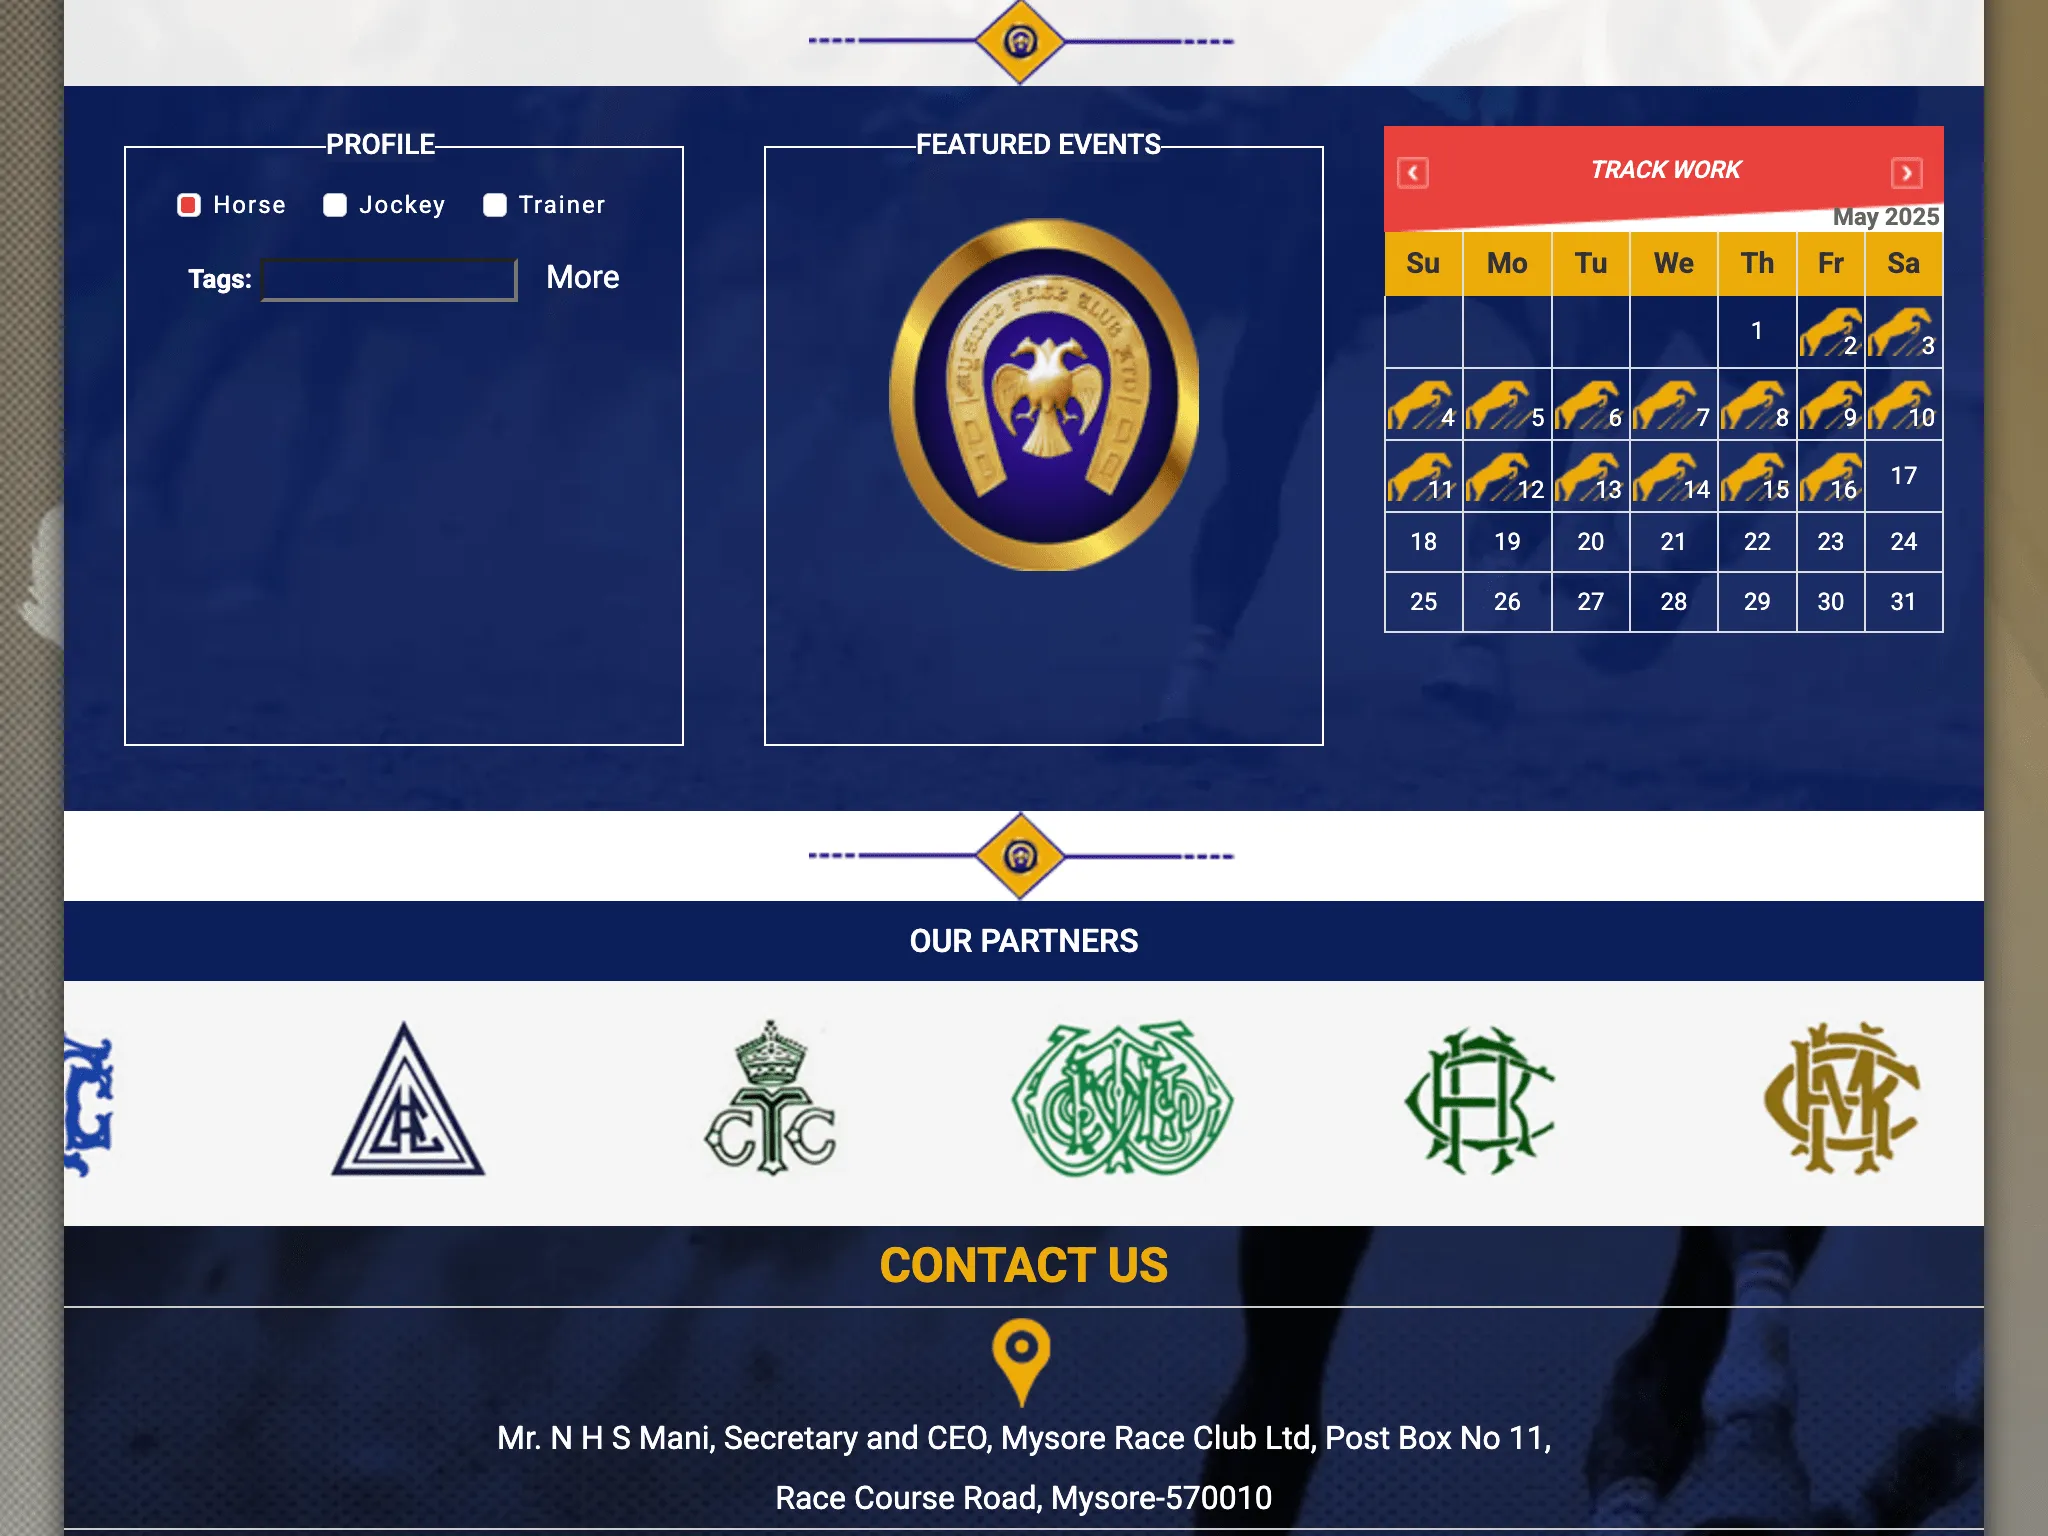 PROFILE
Horse Jockey Trainer
Tags: More
FEATURED EVENTS
MYSORE RACE CLUB LTD
TRACK WORK
May 2025
Su Mo Tu We Th Fr Sa
1 2 3
4 5 6 7 8 9 10
11 12 13 14 15 16 17
18 19 20 21 22 23 24
25 26 27 28 29 30 31
OUR PARTNERS
CTC
CONTACT US
Mr. N H S Mani, Secretary and CEO, Mysore Race Club Ltd, Post Box No 11,
Race Course Road, Mysore-570010